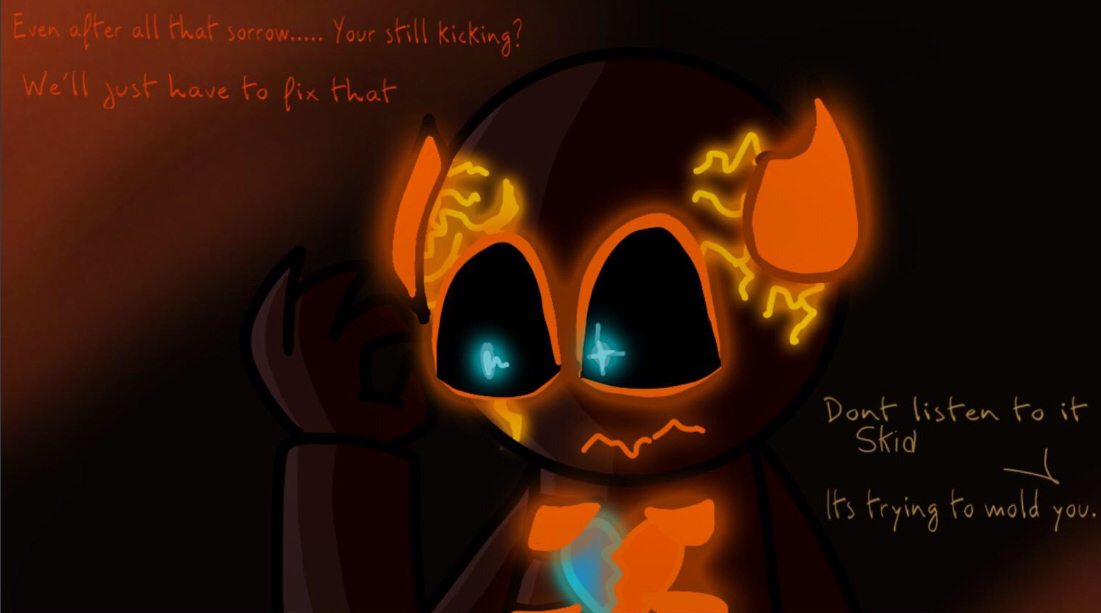 Even after all that sorrow..... Your still kicking?
We'll just have to fix that
Dont listen to it
Skid
Its trying to mold you.